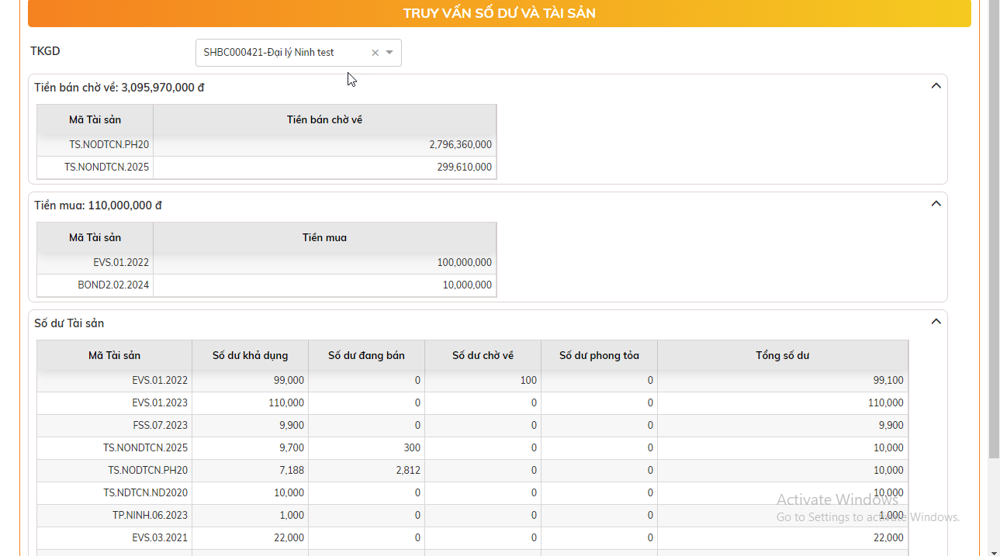 TRUY VẤN SỐ DƯ VÀ TÀI SẢN
TKGD SHBC000421-Đại lý Ninh test
Tiền bán chờ về: 3,095,970,000 đ
Mã Tài sản Tiền bán chờ về
TS.NODTCN.PH20 2,796,360,000
TS.NONDTCN.2025 299,610,000
Tiền mua: 110,000,000 đ
Mã Tài sản Tiền mua
EVS.01.2022 100,000,000
BOND2.02.2024 10,000,000
Số dư Tài sản
Mã Tài sản Số dư khả dụng Số dư đang bán Số dư chờ về Số dư phong tỏa Tổng số dư
EVS.01.2022 99,000 0 100 0 99,100
EVS.01.2023 110,000 0 0 0 110,000
FSS.07.2023 9,900 0 0 0 9,900
TS.NONDTCN.2025 9,700 300 0 0 10,000
TS.NODTCN.PH20 7,188 2,812 0 0 10,000
TS.NDTCN.ND2020 10,000 0 0 0 10,000
TP.NINH.06.2023 1,000 0 0 0 1,000
EVS.03.2021 22,000 0 0 0 22,000
Activate Windows
Go to Settings to activate Windows.